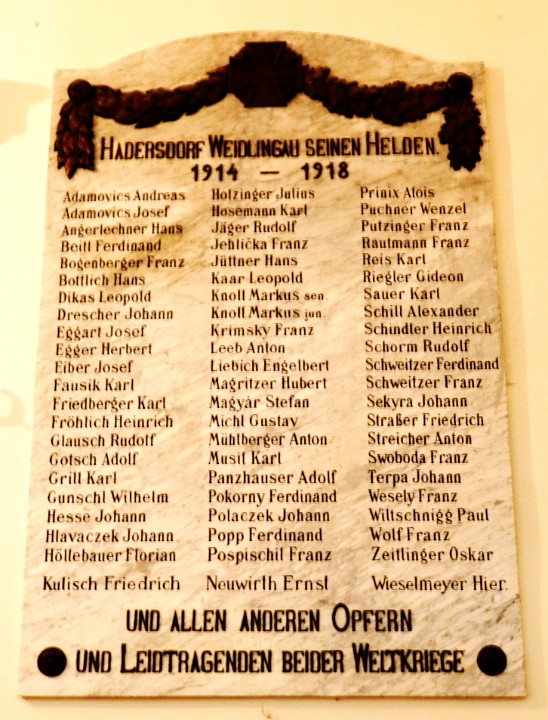 HADERSDORF WEIDLINGAU SEINEN HELDEN.
1914 — 1918
Adamovics Andreas
Adamovics Josef
Angerlechner Hans
Beitl Ferdinand
Bogenberger Franz
Bottlich Hans
Dikas Leopold
Drescher Johann
Eggart Josef
Egger Herbert
Eiber Josef
Fausik Karl
Friedberger Karl
Fröhlich Heinrich
Glausch Rudolf
Gotsch Adolf
Grill Karl
Gunschl Wilhelm
Hesse Johann
Hlavaczek Johann
Höllebauer Florian
Kulisch Friedrich
Holzinger Julius
Hosemann Karl
Jäger Rudolf
Jehlička Franz
Jüttner Hans
Kaar Leopold
Knoll Markus sen.
Knoll Markus jun.
Krimsky Franz
Leeb Anton
Liebich Engelbert
Magritzer Hubert
Magyár Stefan
Michl Gustav
Mühlberger Anton
Musil Karl
Panzhauser Adolf
Pokorny Ferdinand
Polaczek Johann
Popp Ferdinand
Pospischil Franz
Neuwirth Ernst
Prinix Alois
Puchner Wenzel
Putzinger Franz
Rautmann Franz
Reis Karl
Riegler Gideon
Sauer Karl
Schill Alexander
Schindler Heinrich
Schorm Rudolf
Schweitzer Ferdinand
Schweitzer Franz
Sekyra Johann
Straßer Friedrich
Streicher Anton
Swoboda Franz
Terpa Johann
Wesely Franz
Wiltschnigg Paul
Wolf Franz
Zeitlinger Oskar
Wieselmeyer Hier.
UND ALLEN ANDEREN OPFERN
UND LEIDTRAGENDEN BEIDER WELTKRIEGE